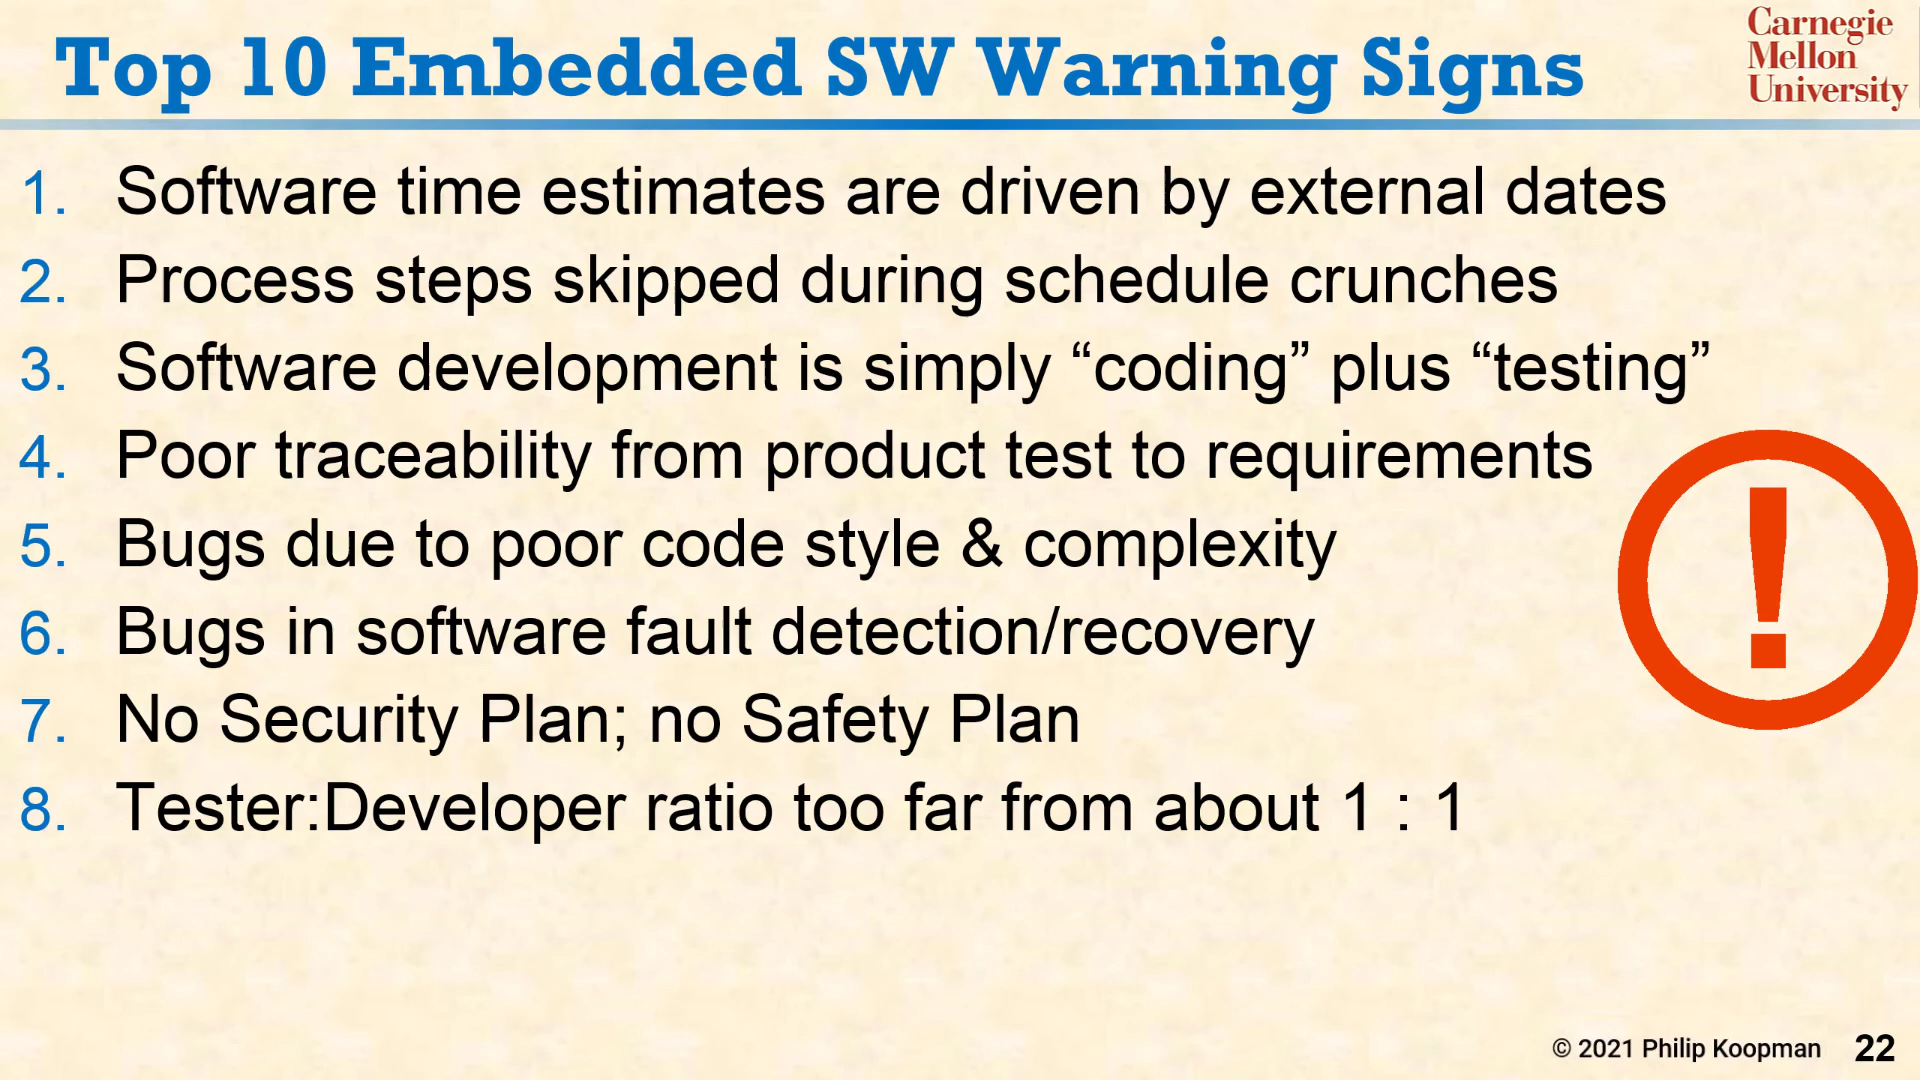 Top 10 Embedded SW Warning Signs
Carnegie
Mellon
University
1. Software time estimates are driven by external dates
2. Process steps skipped during schedule crunches
3. Software development is simply “coding” plus “testing”
4. Poor traceability from product test to requirements
5. Bugs due to poor code style & complexity
6. Bugs in software fault detection/recovery
7. No Security Plan; no Safety Plan
8. Tester:Developer ratio too far from about 1 : 1
!
© 2021 Philip Koopman 22